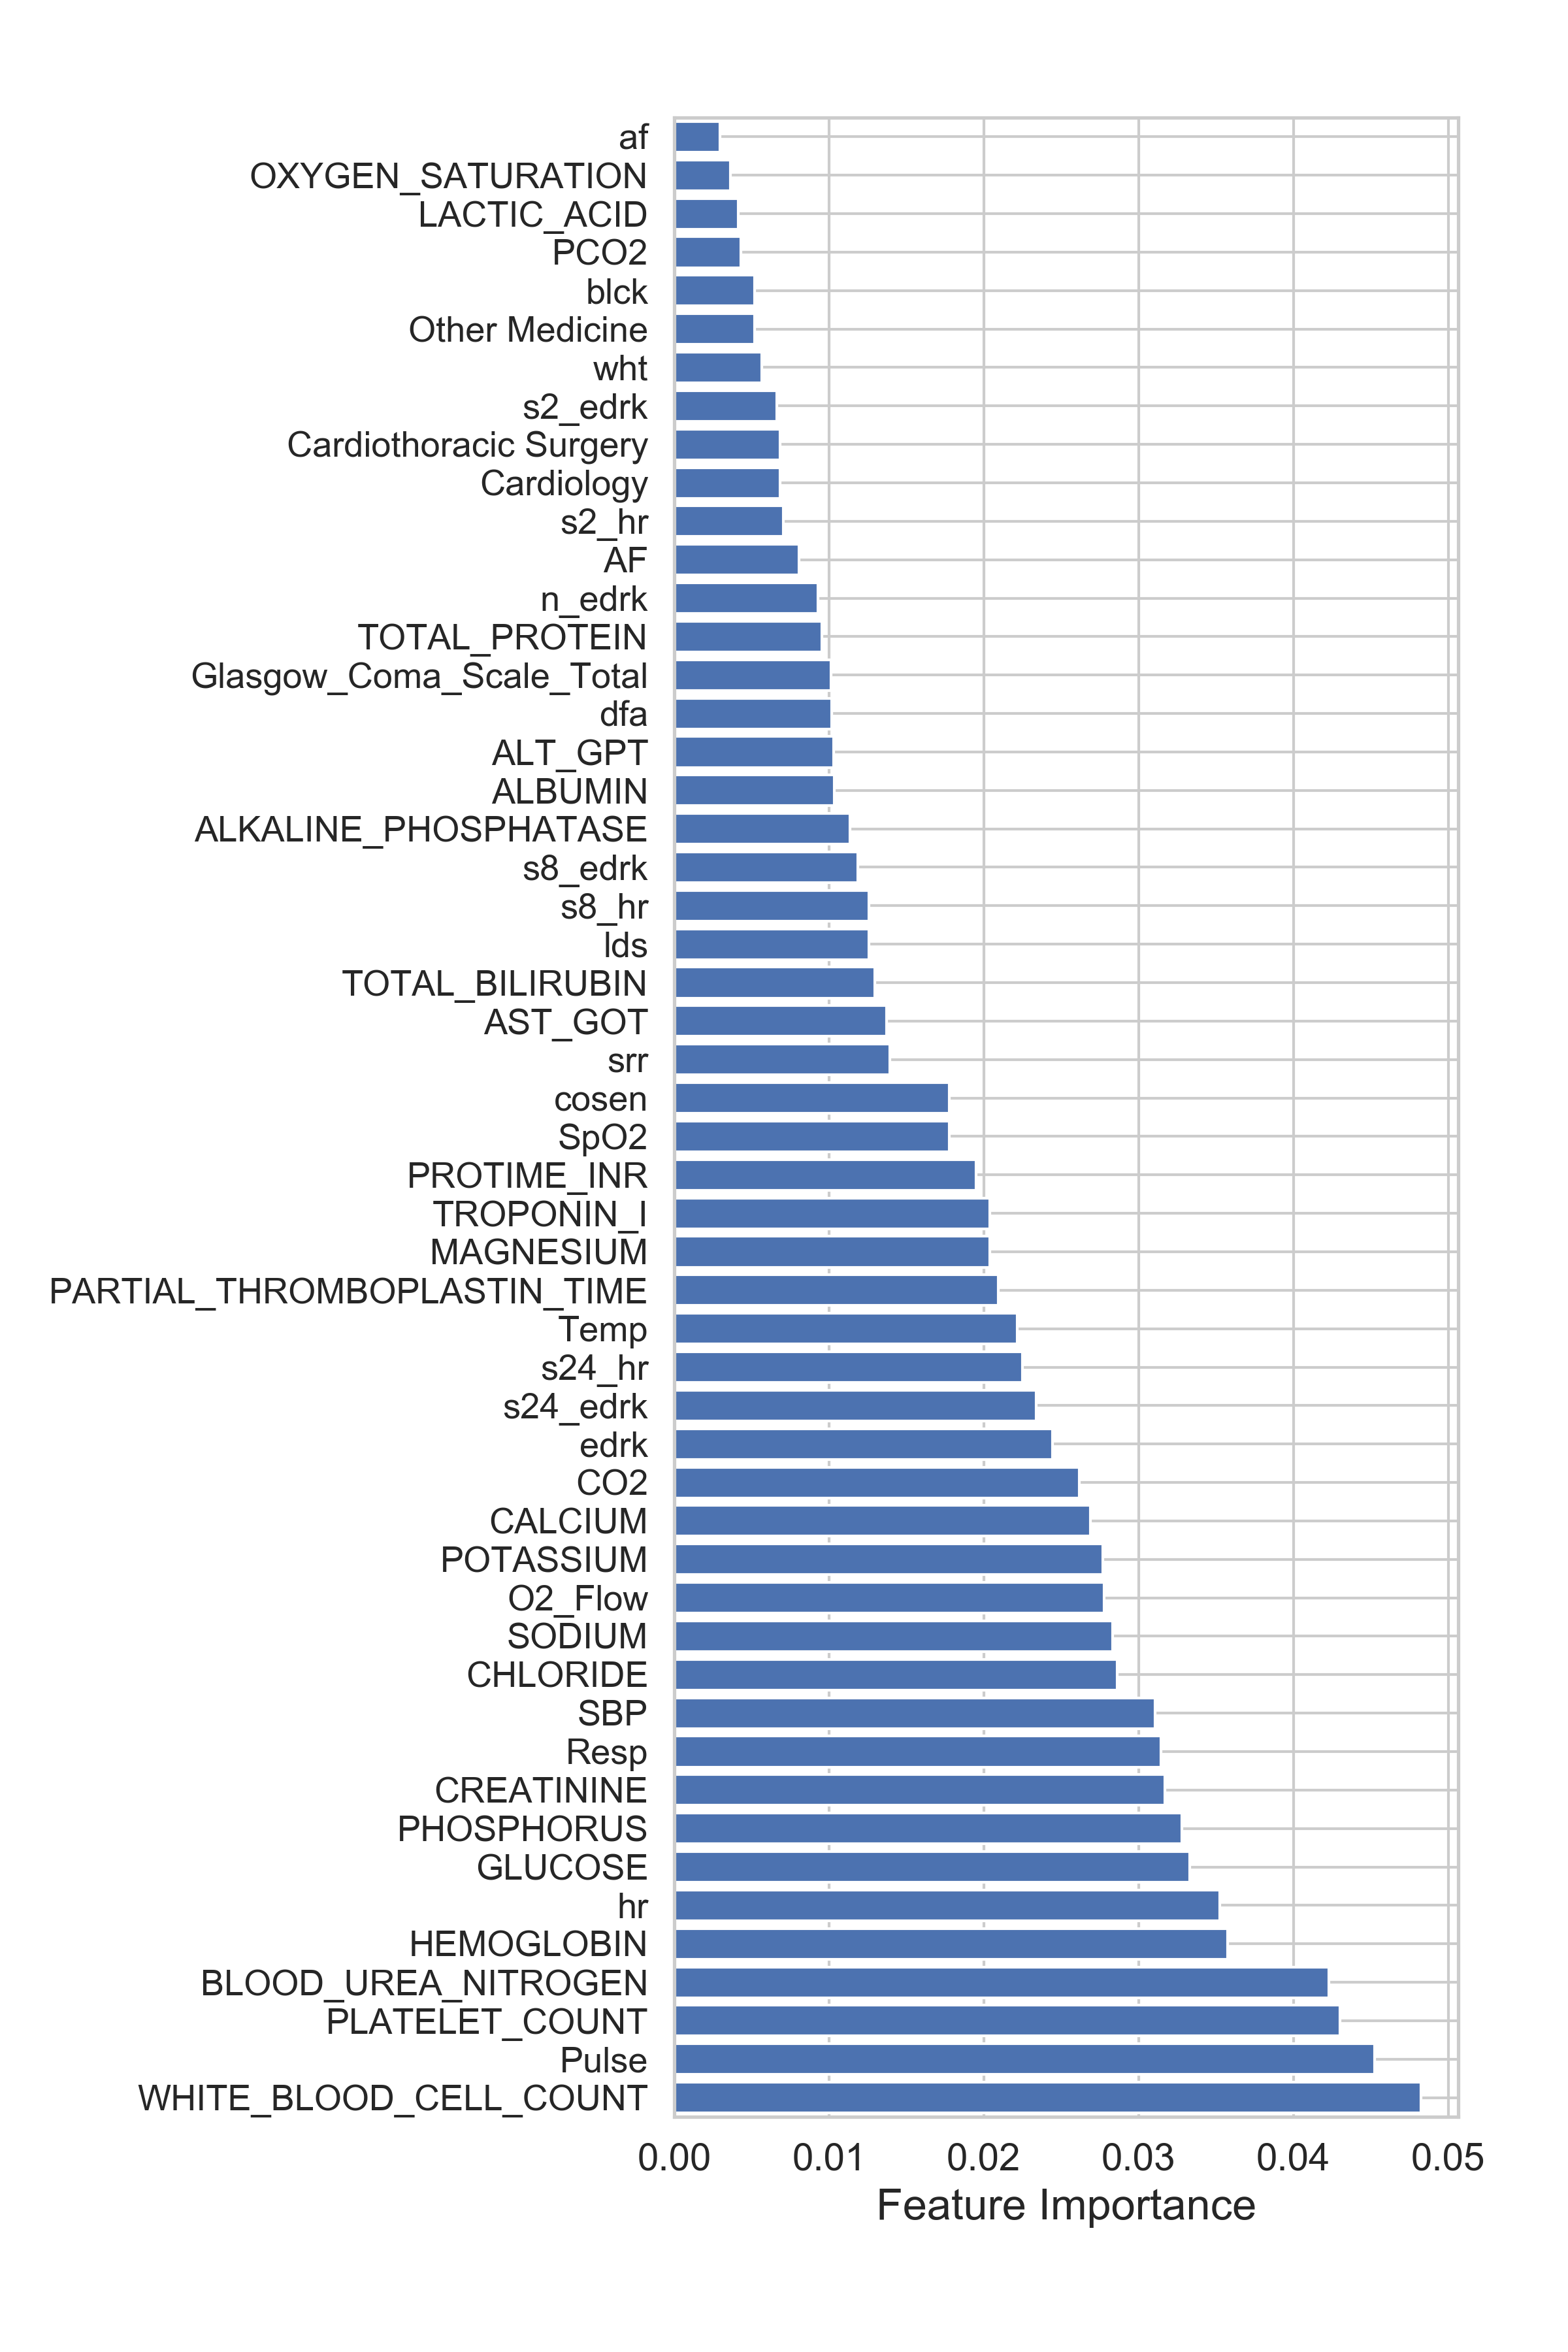 af
OXYGEN_SATURATION
LACTIC_ACID
PCO2
blck
Other Medicine
wht
s2_edrk
Cardiothoracic Surgery
Cardiology
s2_hr
AF
n_edrk
TOTAL_PROTEIN
Glasgow_Coma_Scale_Total
dfa
ALT_GPT
ALBUMIN
ALKALINE_PHOSPHATASE
s8_edrk
s8_hr
lds
TOTAL_BILIRUBIN
AST_GOT
srr
cosen
SpO2
PROTIME_INR
TROPONIN_I
MAGNESIUM
PARTIAL_THROMBOPLASTIN_TIME
Temp
s24_hr
s24_edrk
edrk
CO2
CALCIUM
POTASSIUM
O2_Flow
SODIUM
CHLORIDE
SBP
Resp
CREATININE
PHOSPHORUS
GLUCOSE
hr
HEMOGLOBIN
BLOOD_UREA_NITROGEN
PLATELET_COUNT
Pulse
WHITE_BLOOD_CELL_COUNT
0.00 0.01 0.02 0.03 0.04 0.05
Feature Importance